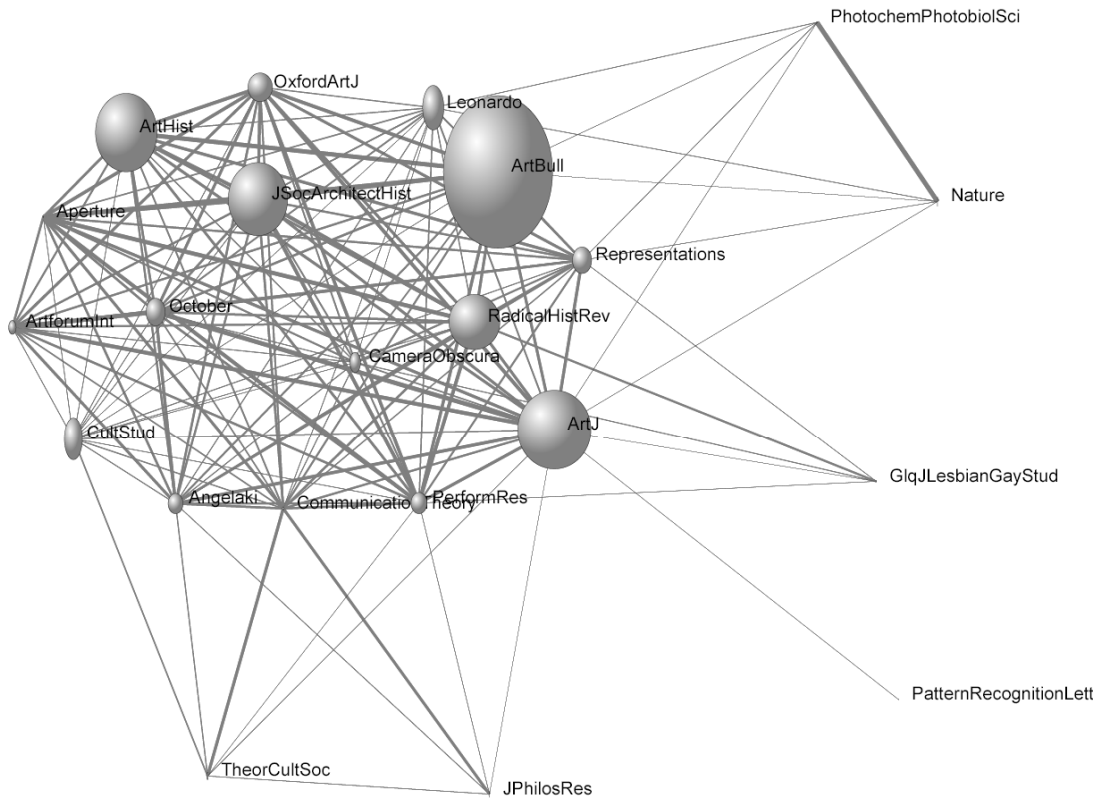 PhotochemPhotobiolSci
OxfordArtJ
Leonardo
ArtHist
ArtBull
JSocArchitectHist
Nature
Aperture
Representations
October
RadicalHistRev
ArtforumInt
CameraObscura
ArtJ
CultStud
GlqJLesbianGayStud
Angelaki
CommunicationTheory
PerformRes
PatternRecognitionLett
TheorCultSoc
JPhilosRes